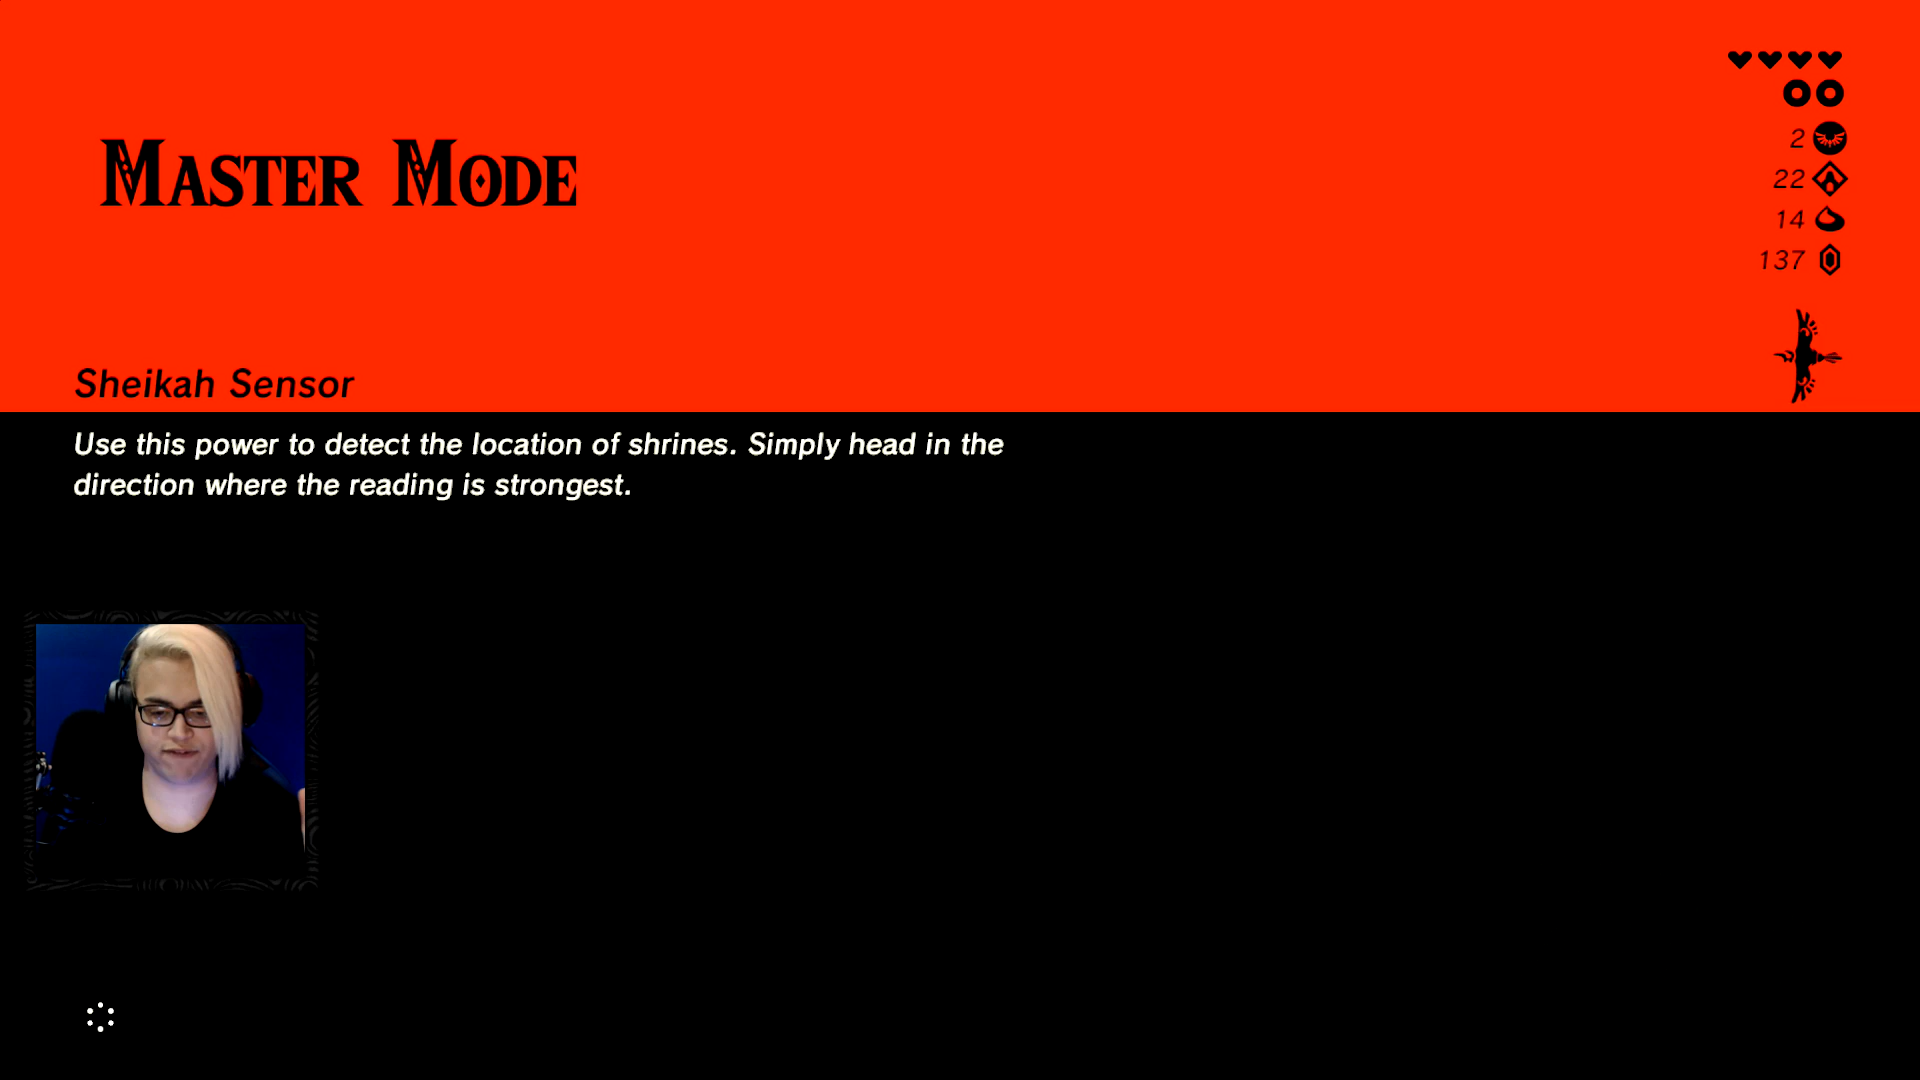 Master Mode
2
22
14
137
Sheikah Sensor
Use this power to detect the location of shrines. Simply head in the
direction where the reading is strongest.